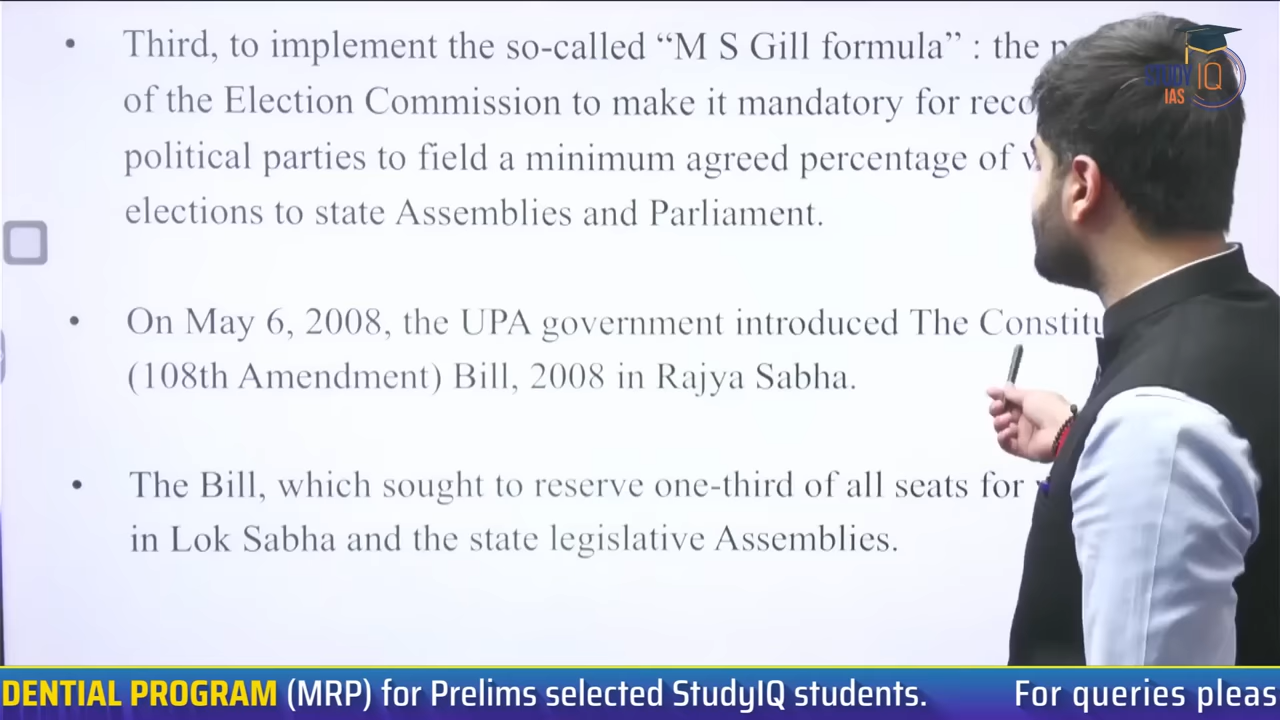 • Third, to implement the so-called “M S Gill formula” : the
of the Election Commission to make it mandatory for
political parties to field a minimum agreed percentage of
elections to state Assemblies and Parliament.
• On May 6, 2008, the UPA government introduced The
(108th Amendment) Bill, 2008 in Rajya Sabha.
• The Bill, which sought to reserve one-third of all seats for
in Lok Sabha and the state legislative Assemblies.
STUDY IQ
IAS
DENTIAL PROGRAM (MRP) for Prelims selected StudyIQ students. For queries pleas